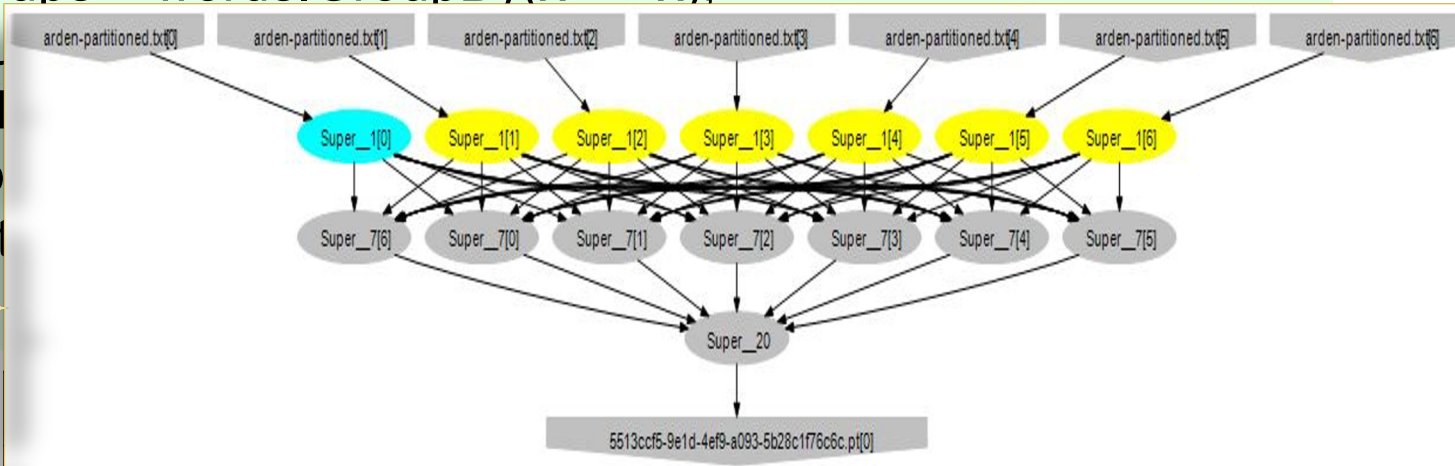 arden-partitioned.txt[0] arden-partitioned.txt[1] arden-partitioned.txt[2] arden-partitioned.txt[3] arden-partitioned.txt[4] arden-partitioned.txt[5] arden-partitioned.txt[6]
Super__1[0] Super__1[1] Super__1[2] Super__1[3] Super__1[4] Super__1[5] Super__1[6]
Super__7[6] Super__7[0] Super__7[1] Super__7[2] Super__7[3] Super__7[4] Super__7[5]
Super__20
5513ccf5-9e1d-4ef9-a093-5b28c1f76c6c.pt[0]